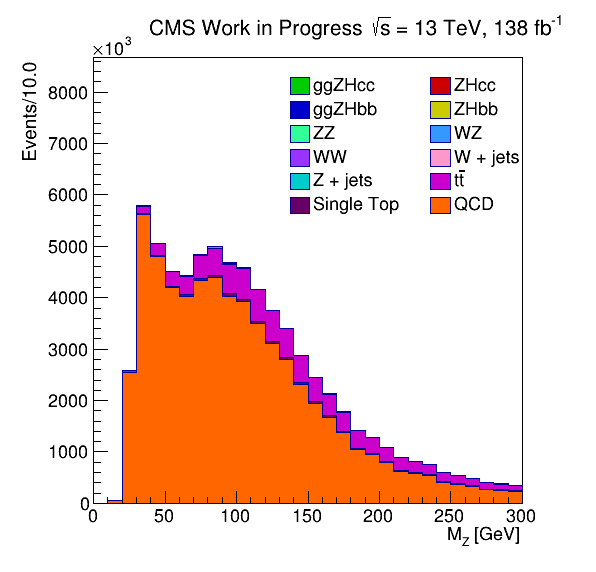 CMS Work in Progress √s = 13 TeV, 138 fb⁻¹
×10³
Events/10.0
8000
7000
6000
5000
4000
3000
2000
1000
0
ggZHcc ZHcc
ggZHbb ZHbb
ZZ WZ
WW W + jets
Z + jets tt̄
Single Top QCD
0 50 100 150 200 250 300
M_Z [GeV]